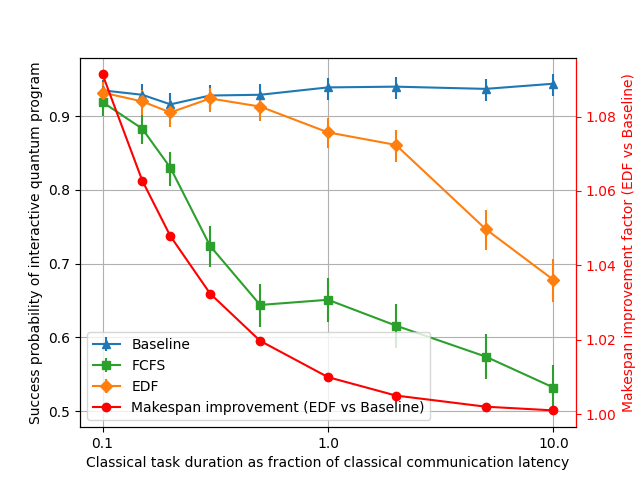 Success probability of interactive quantum program
0.9
0.8
0.7
0.6
0.5
1.08
1.06
1.04
1.02
1.00
Makespan improvement factor (EDF vs Baseline)
Baseline
FCFS
EDF
Makespan improvement (EDF vs Baseline)
0.1
1.0
10.0
Classical task duration as fraction of classical communication latency